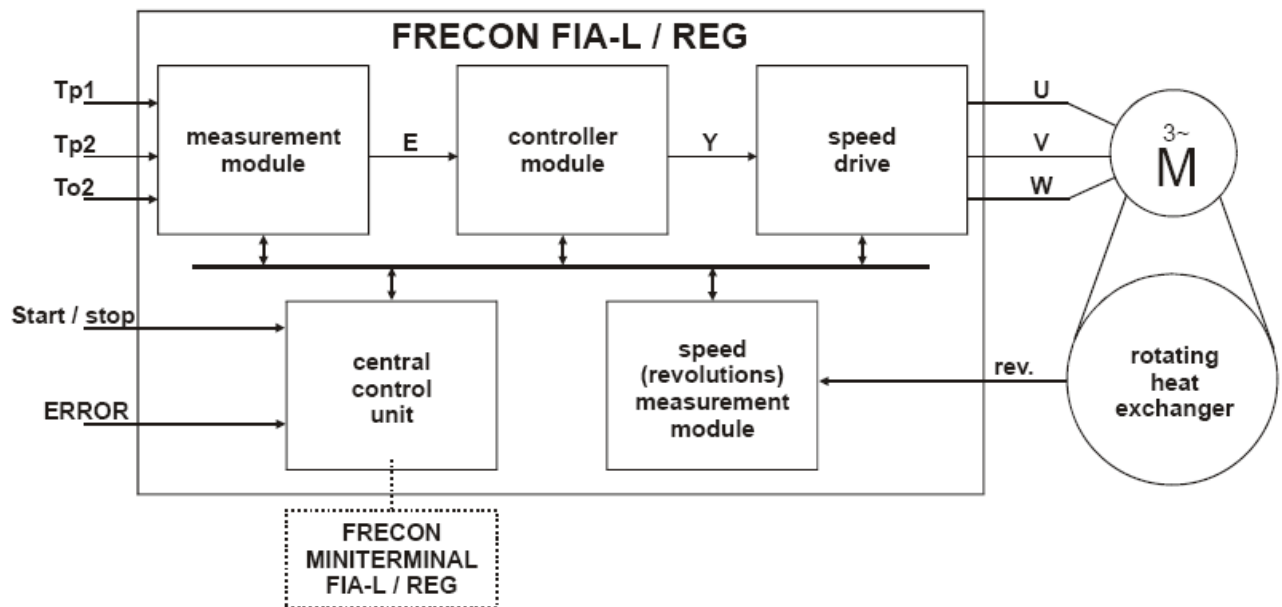 FRECON FIA-L / REG
Tp1
Tp2
To2
measurement
module
E
controller
module
Y
speed
drive
U
V
W
3~
M
Start / stop
ERROR
central
control
unit
speed
(revolutions)
measurement
module
rev.
rotating
heat
exchanger
FRECON
MINITERMINAL
FIA-L / REG